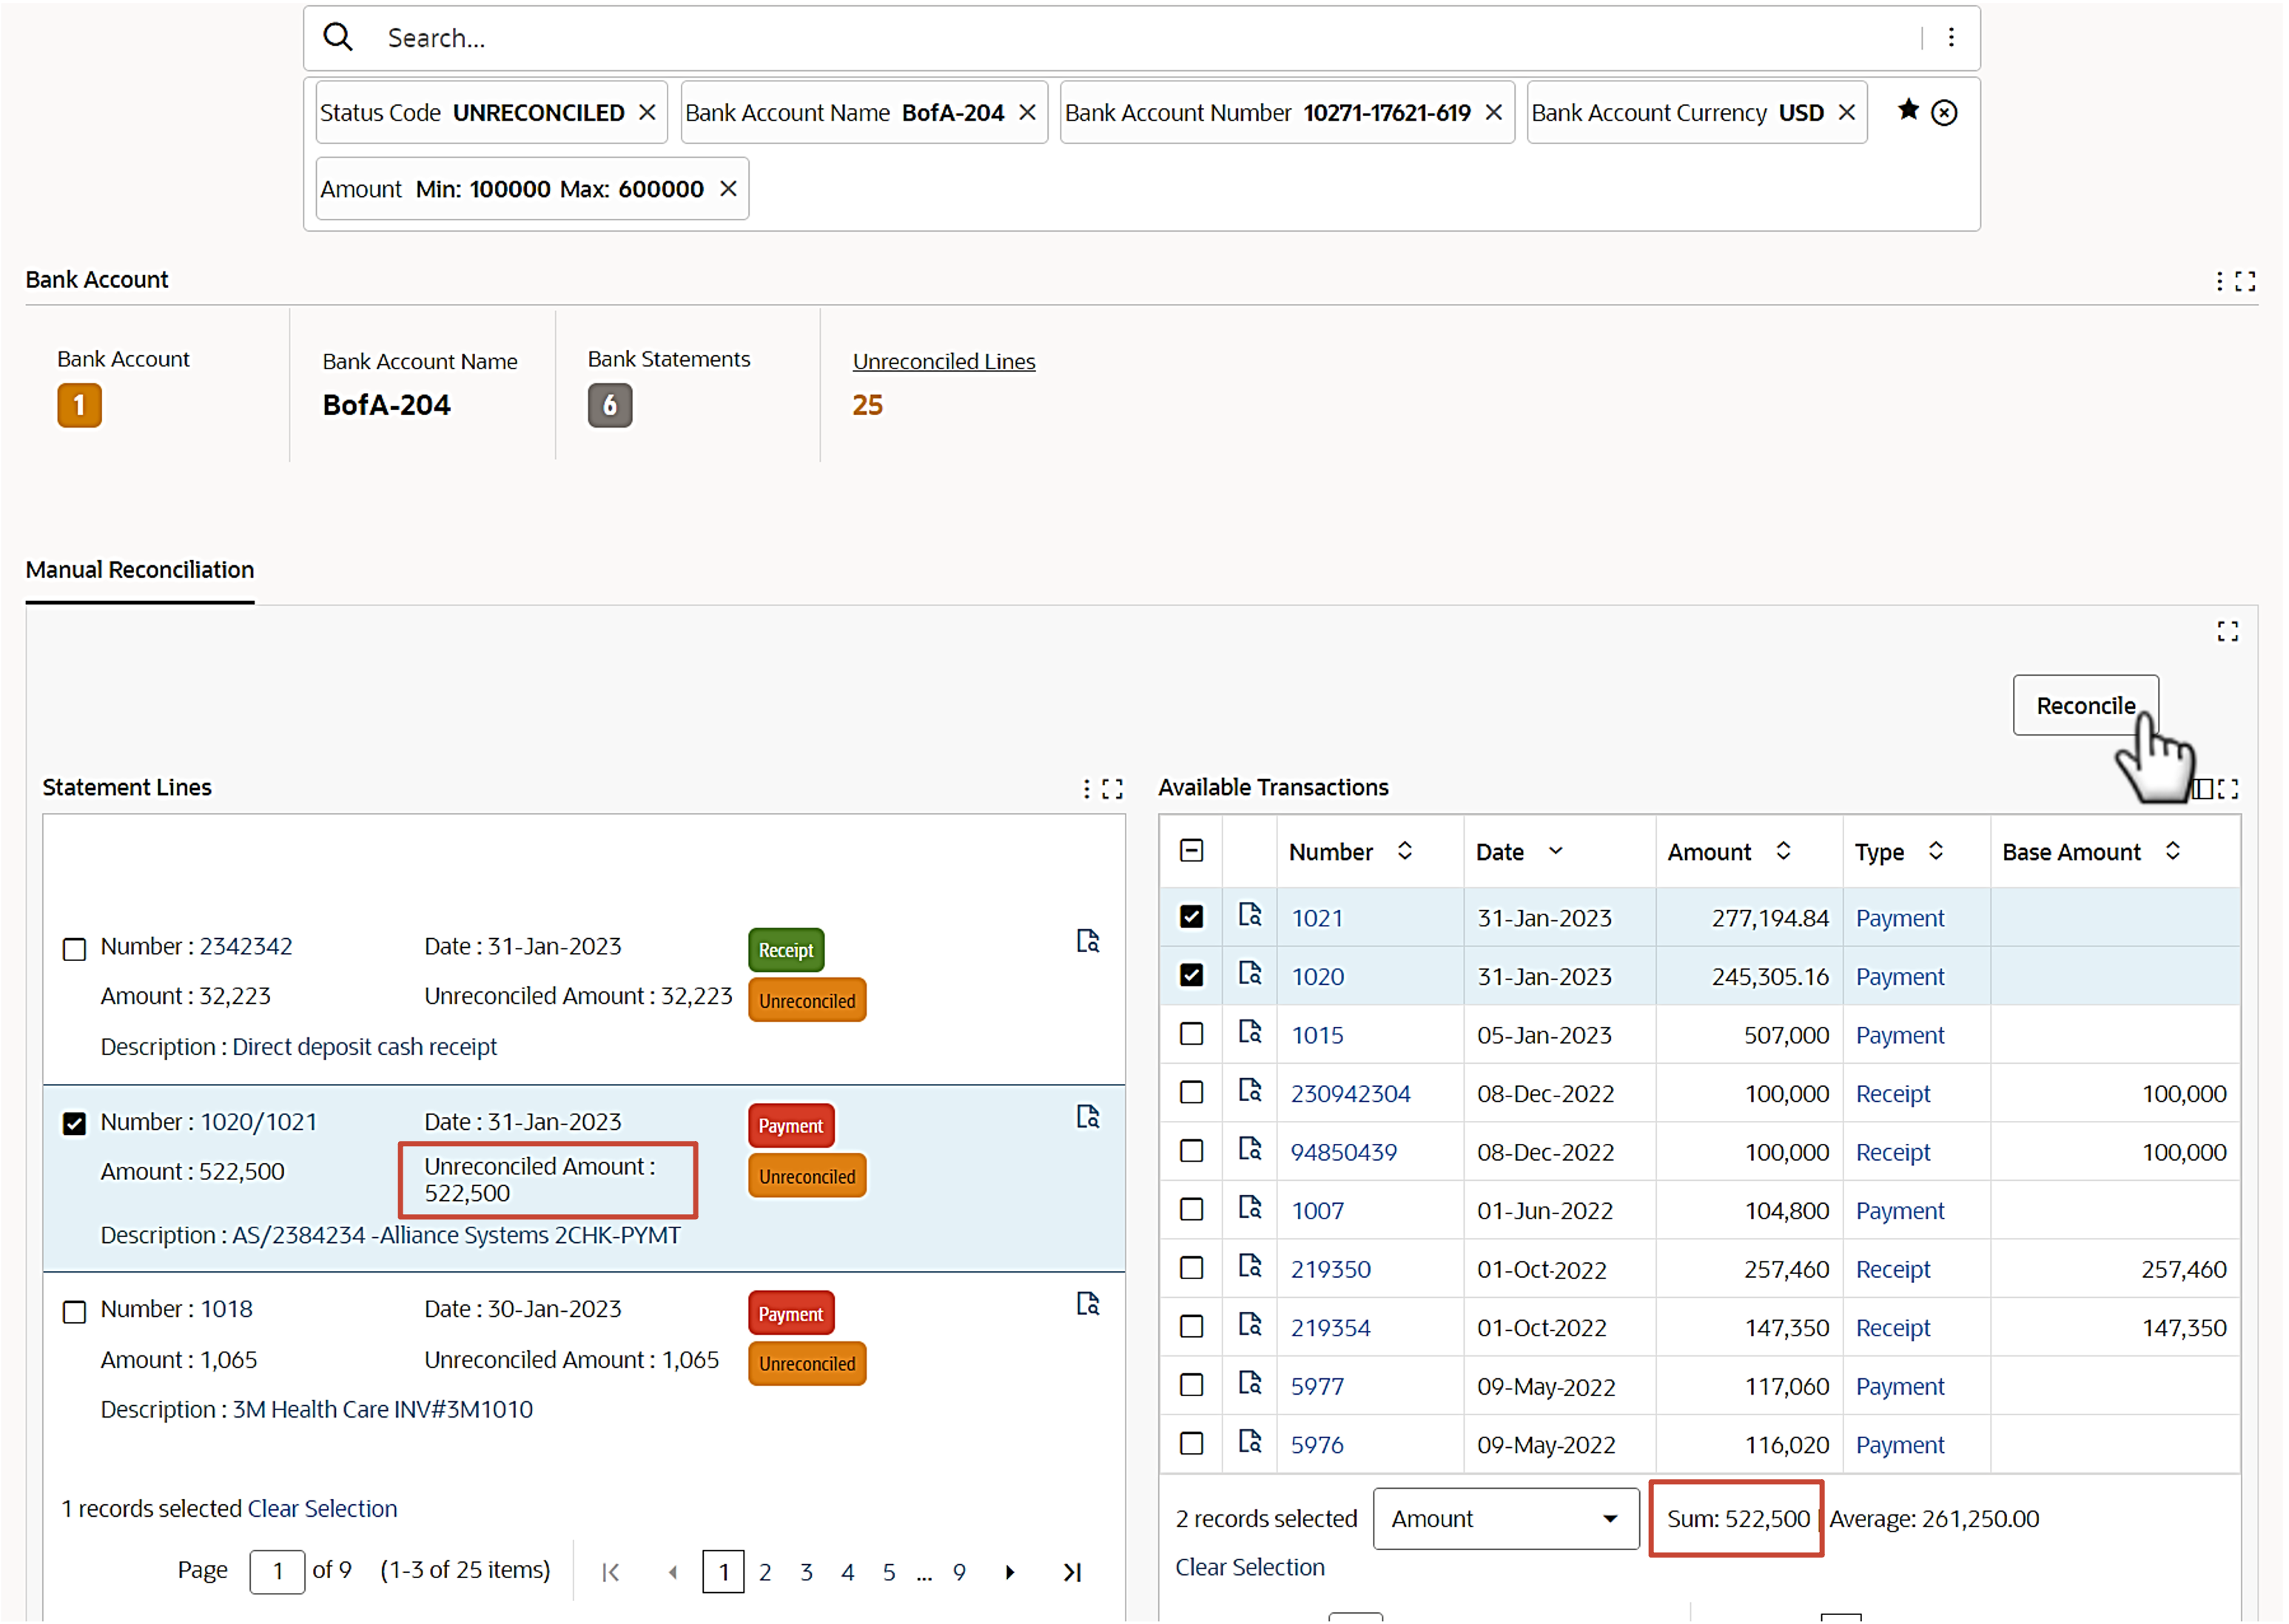 Search...
Status Code UNRECONCILED
Bank Account Name BofA-204
Bank Account Number 10271-17621-619
Bank Account Currency USD
Amount Min: 100000 Max: 600000
Bank Account
Bank Account
1
Bank Account Name
BofA-204
Bank Statements
6
Unreconciled Lines
25
Manual Reconciliation
Reconcile
Statement Lines
Number : 2342342 Date : 31-Jan-2023 Receipt
Amount : 32,223 Unreconciled Amount : 32,223 Unreconciled
Description : Direct deposit cash receipt
Number : 1020/1021 Date : 31-Jan-2023 Payment
Amount : 522,500 Unreconciled Amount :
522,500 Unreconciled
Description : AS/2384234 -Alliance Systems 2CHK-PYMT
Number : 1018 Date : 30-Jan-2023 Payment
Amount : 1,065 Unreconciled Amount : 1,065 Unreconciled
Description : 3M Health Care INV#3M1010
1 records selected Clear Selection
Page 1 of 9 (1-3 of 25 items) 1 2 3 4 5 ... 9
Available Transactions
Number Date Amount Type Base Amount
1021 31-Jan-2023 277,194.84 Payment
1020 31-Jan-2023 245,305.16 Payment
1015 05-Jan-2023 507,000 Payment
230942304 08-Dec-2022 100,000 Receipt 100,000
94850439 08-Dec-2022 100,000 Receipt 100,000
1007 01-Jun-2022 104,800 Payment
219350 01-Oct-2022 257,460 Receipt 257,460
219354 01-Oct-2022 147,350 Receipt 147,350
5977 09-May-2022 117,060 Payment
5976 09-May-2022 116,020 Payment
2 records selected Amount Sum: 522,500 | Average: 261,250.00
Clear Selection